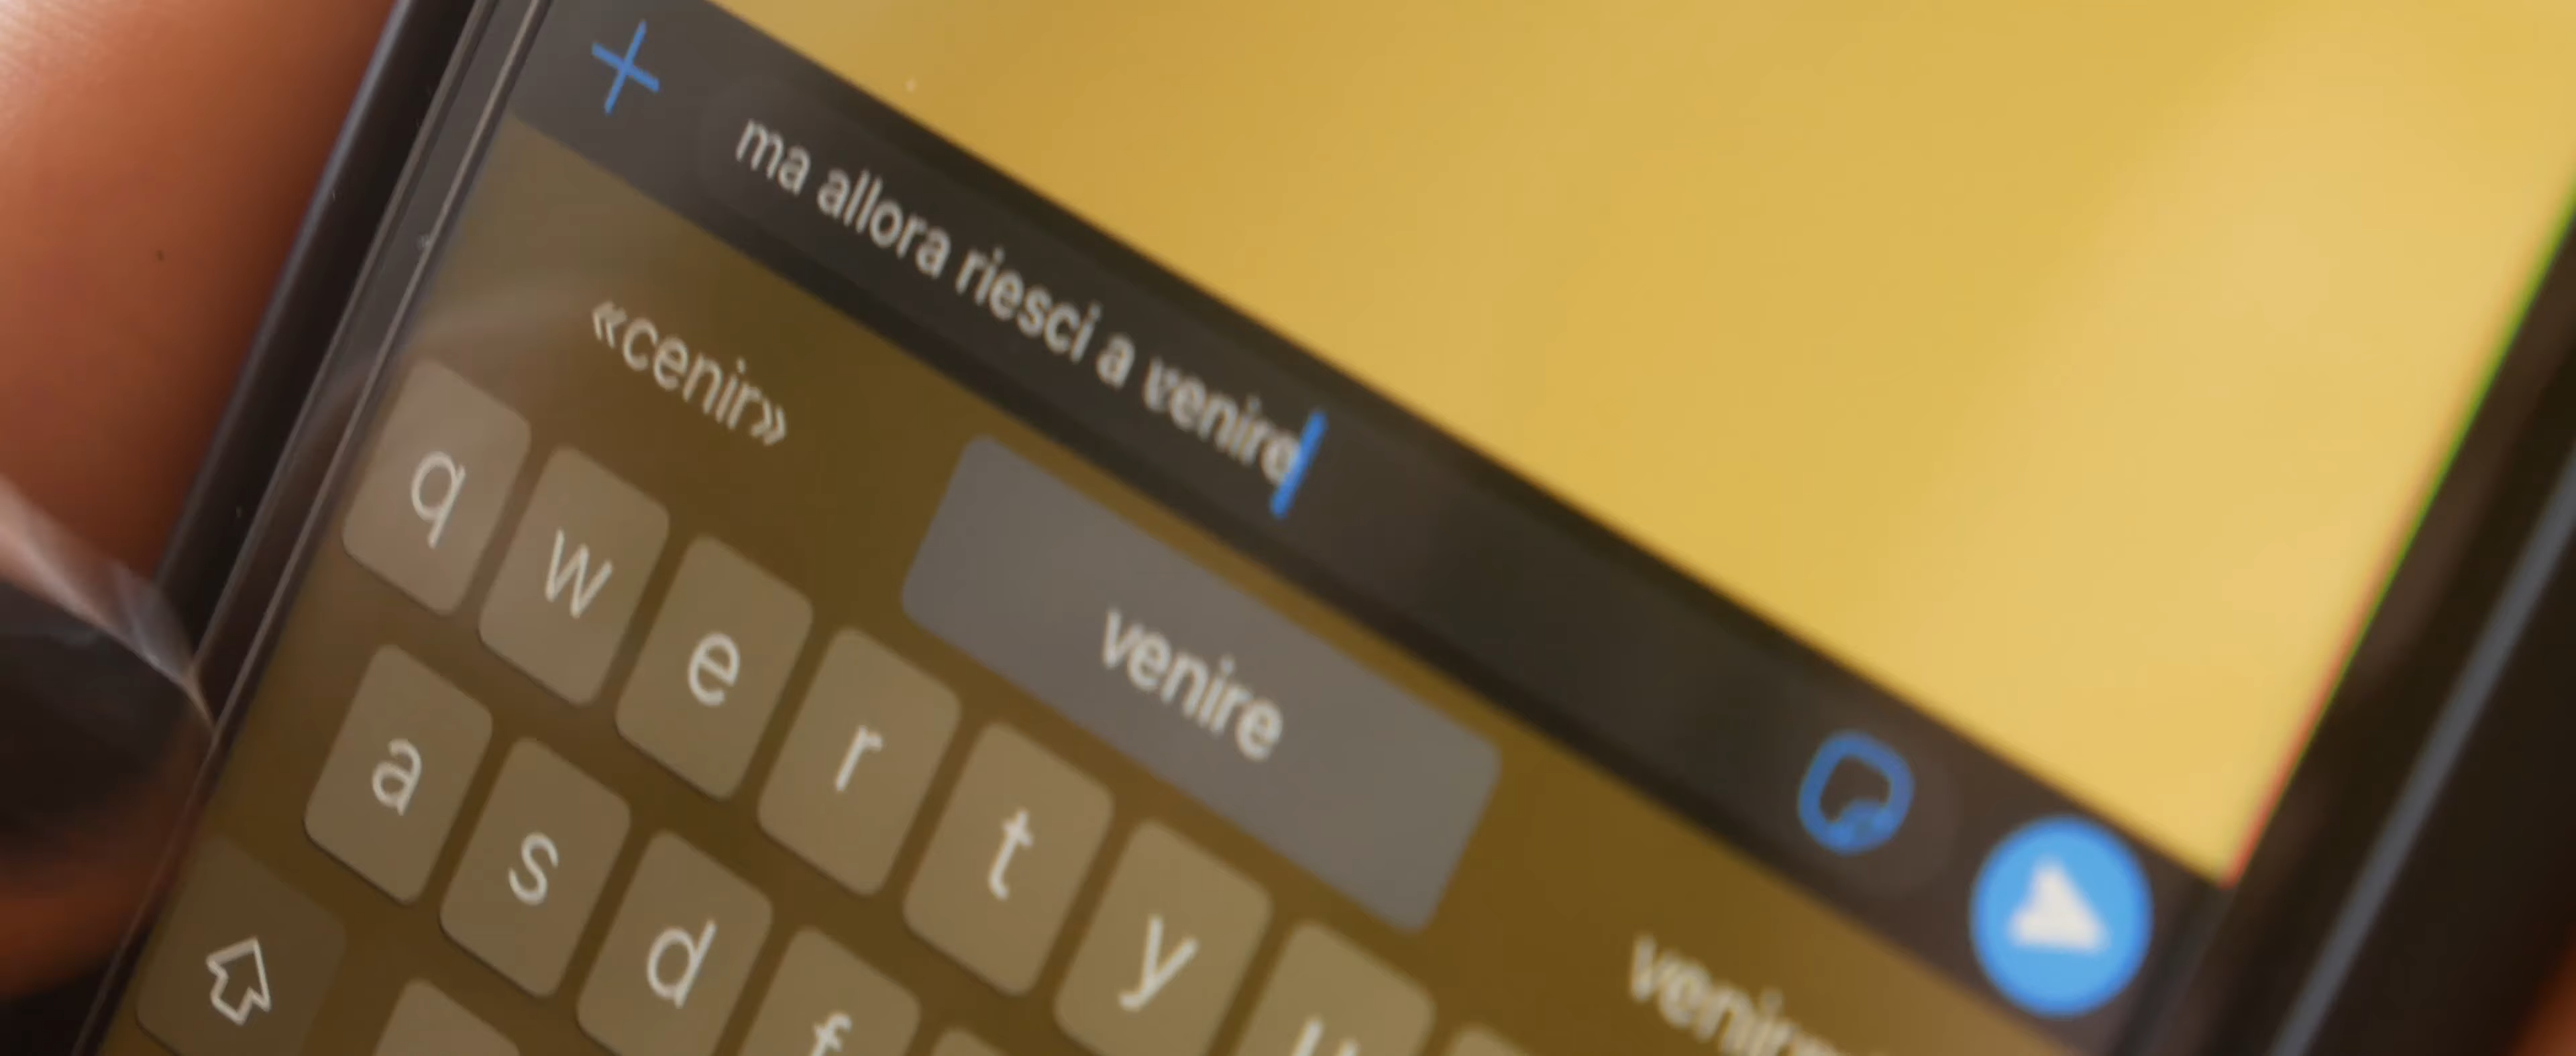 ma allora riesci a venire
«cenir»
venire
q w e r t y
a s d f